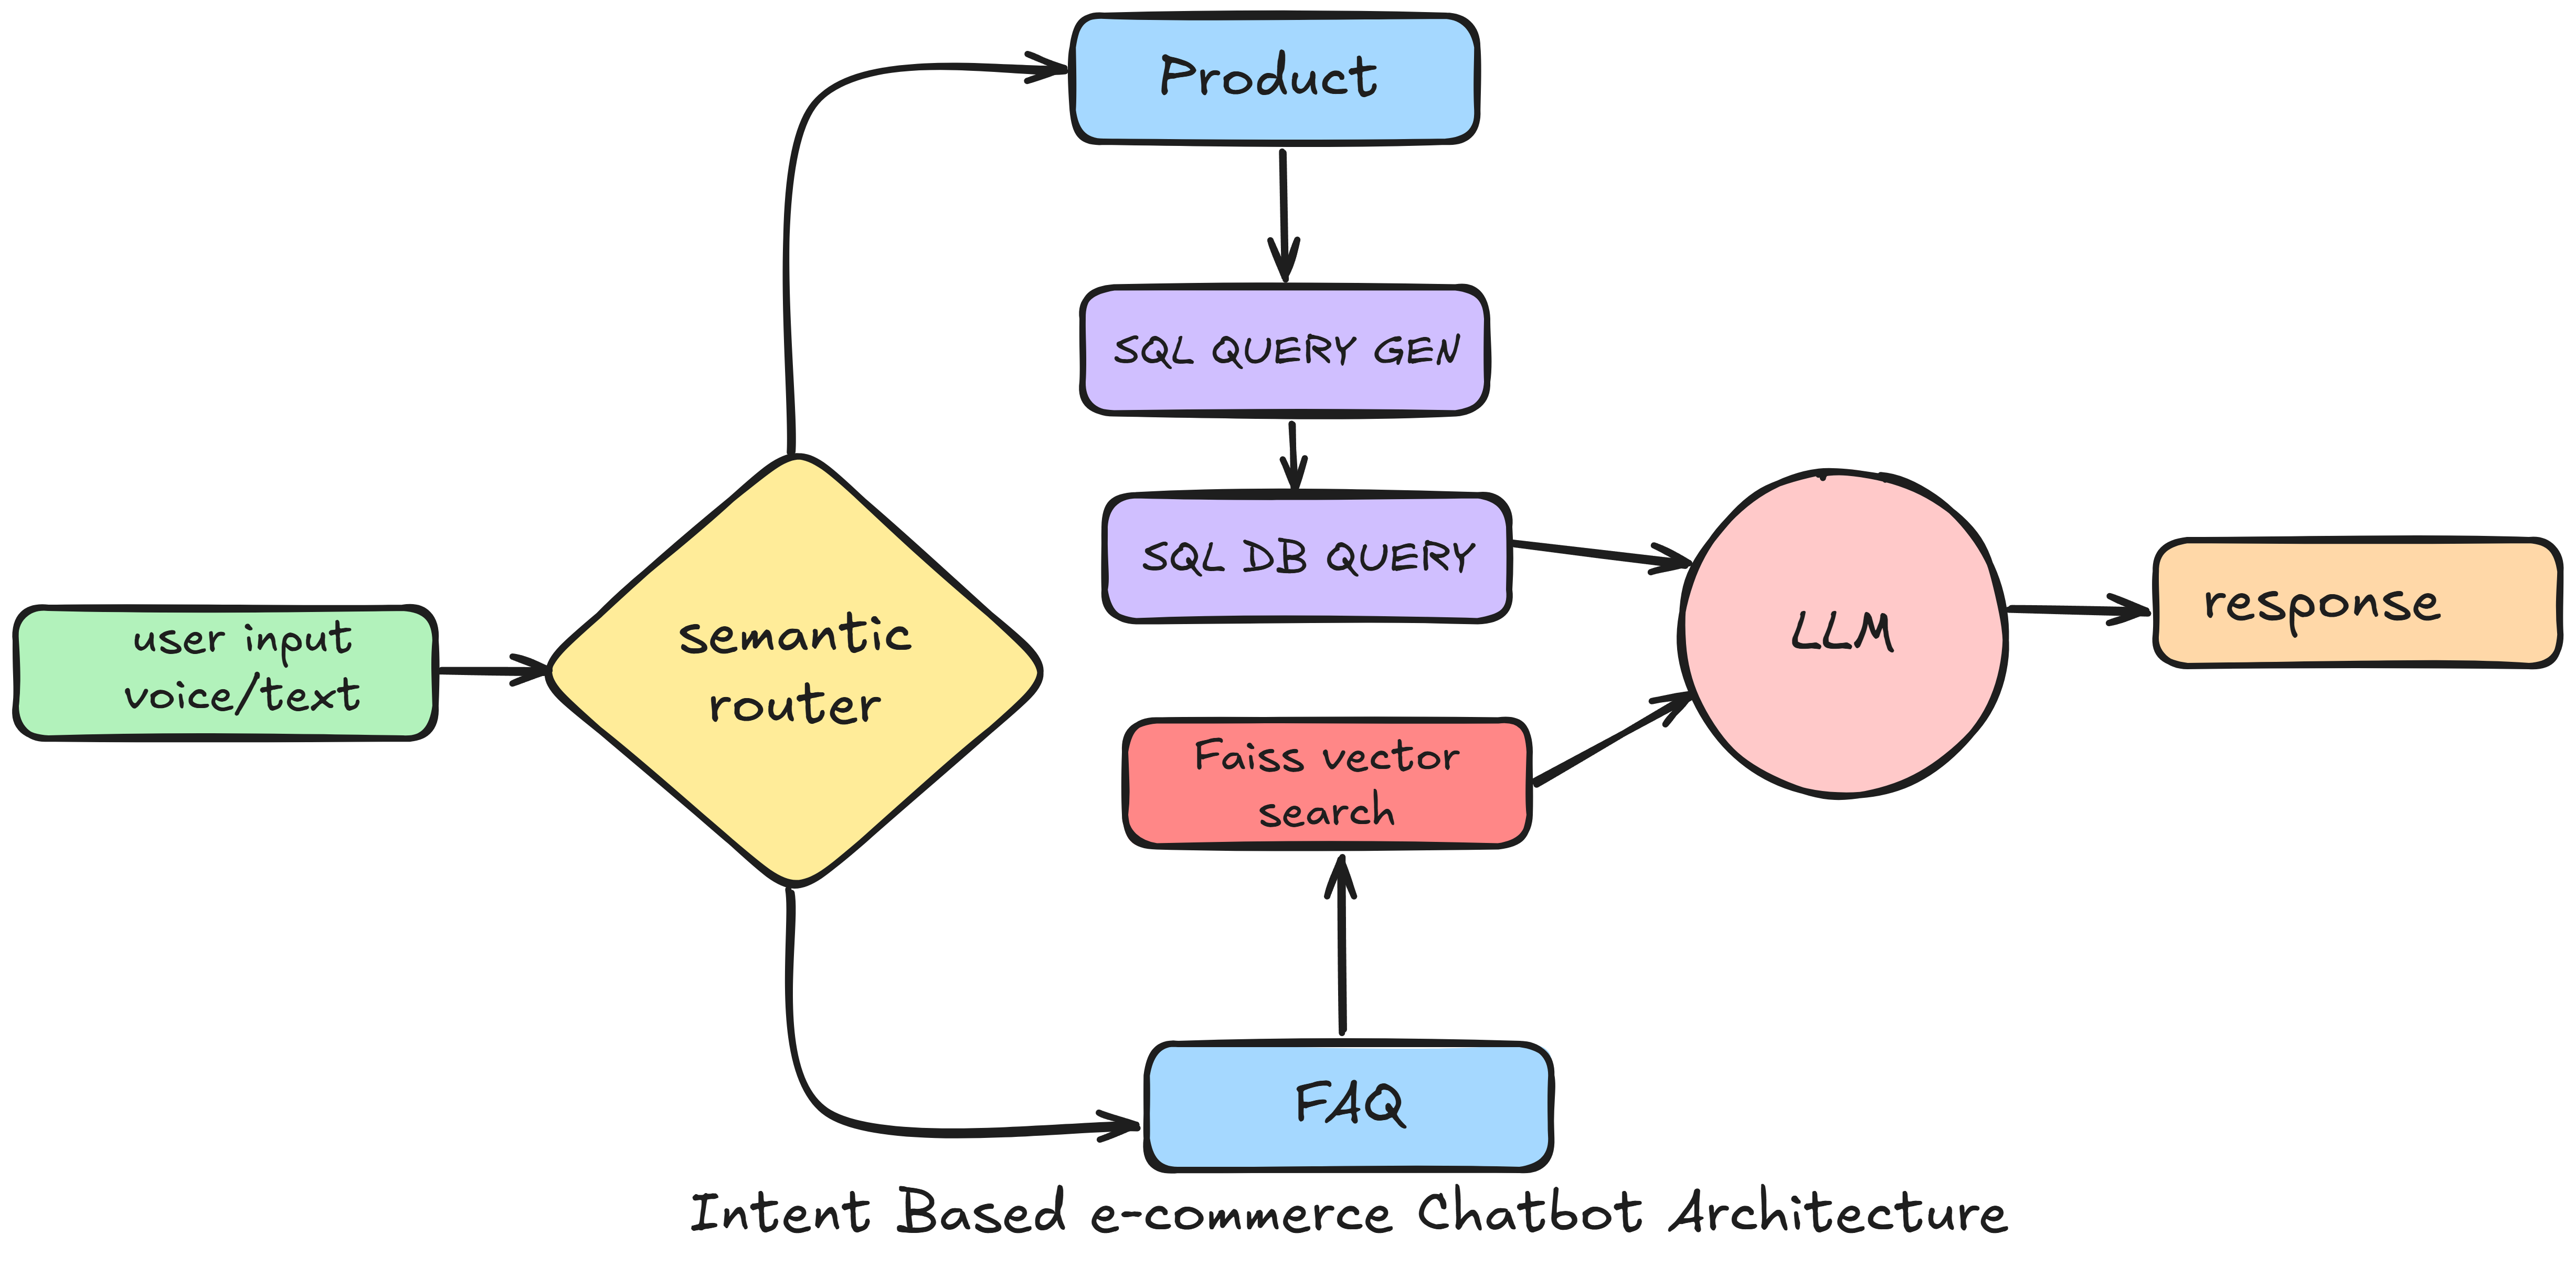 Product
SQL QUERY GEN
SQL DB QUERY
user input
voice/text
semantic
router
Faiss vector
search
LLM
response
FAQ
Intent Based e-commerce Chatbot Architecture